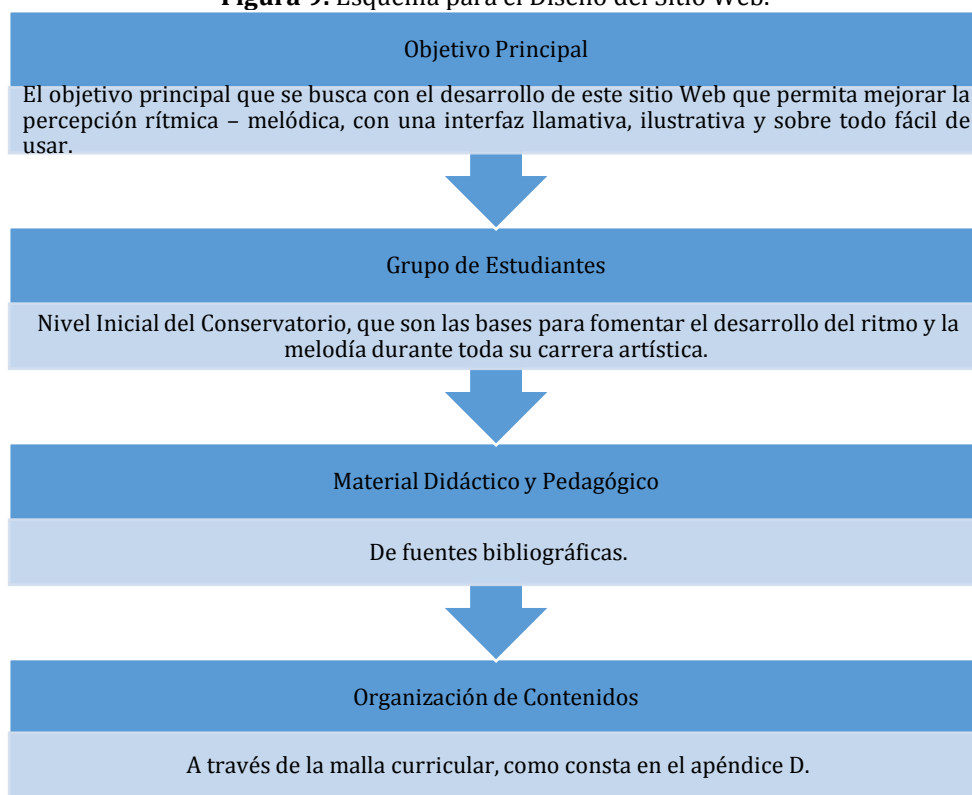 Figura 9. Esquema para el Diseño del Sitio Web.
Objetivo Principal
El objetivo principal que se busca con el desarrollo de este sitio Web que permita mejorar la
percepción rítmica – melódica, con una interfaz llamativa, ilustrativa y sobre todo fácil de
usar.
Grupo de Estudiantes
Nivel Inicial del Conservatorio, que son las bases para fomentar el desarrollo del ritmo y la
melodía durante toda su carrera artística.
Material Didáctico y Pedagógico
De fuentes bibliográficas.
Organización de Contenidos
A través de la malla curricular, como consta en el apéndice D.